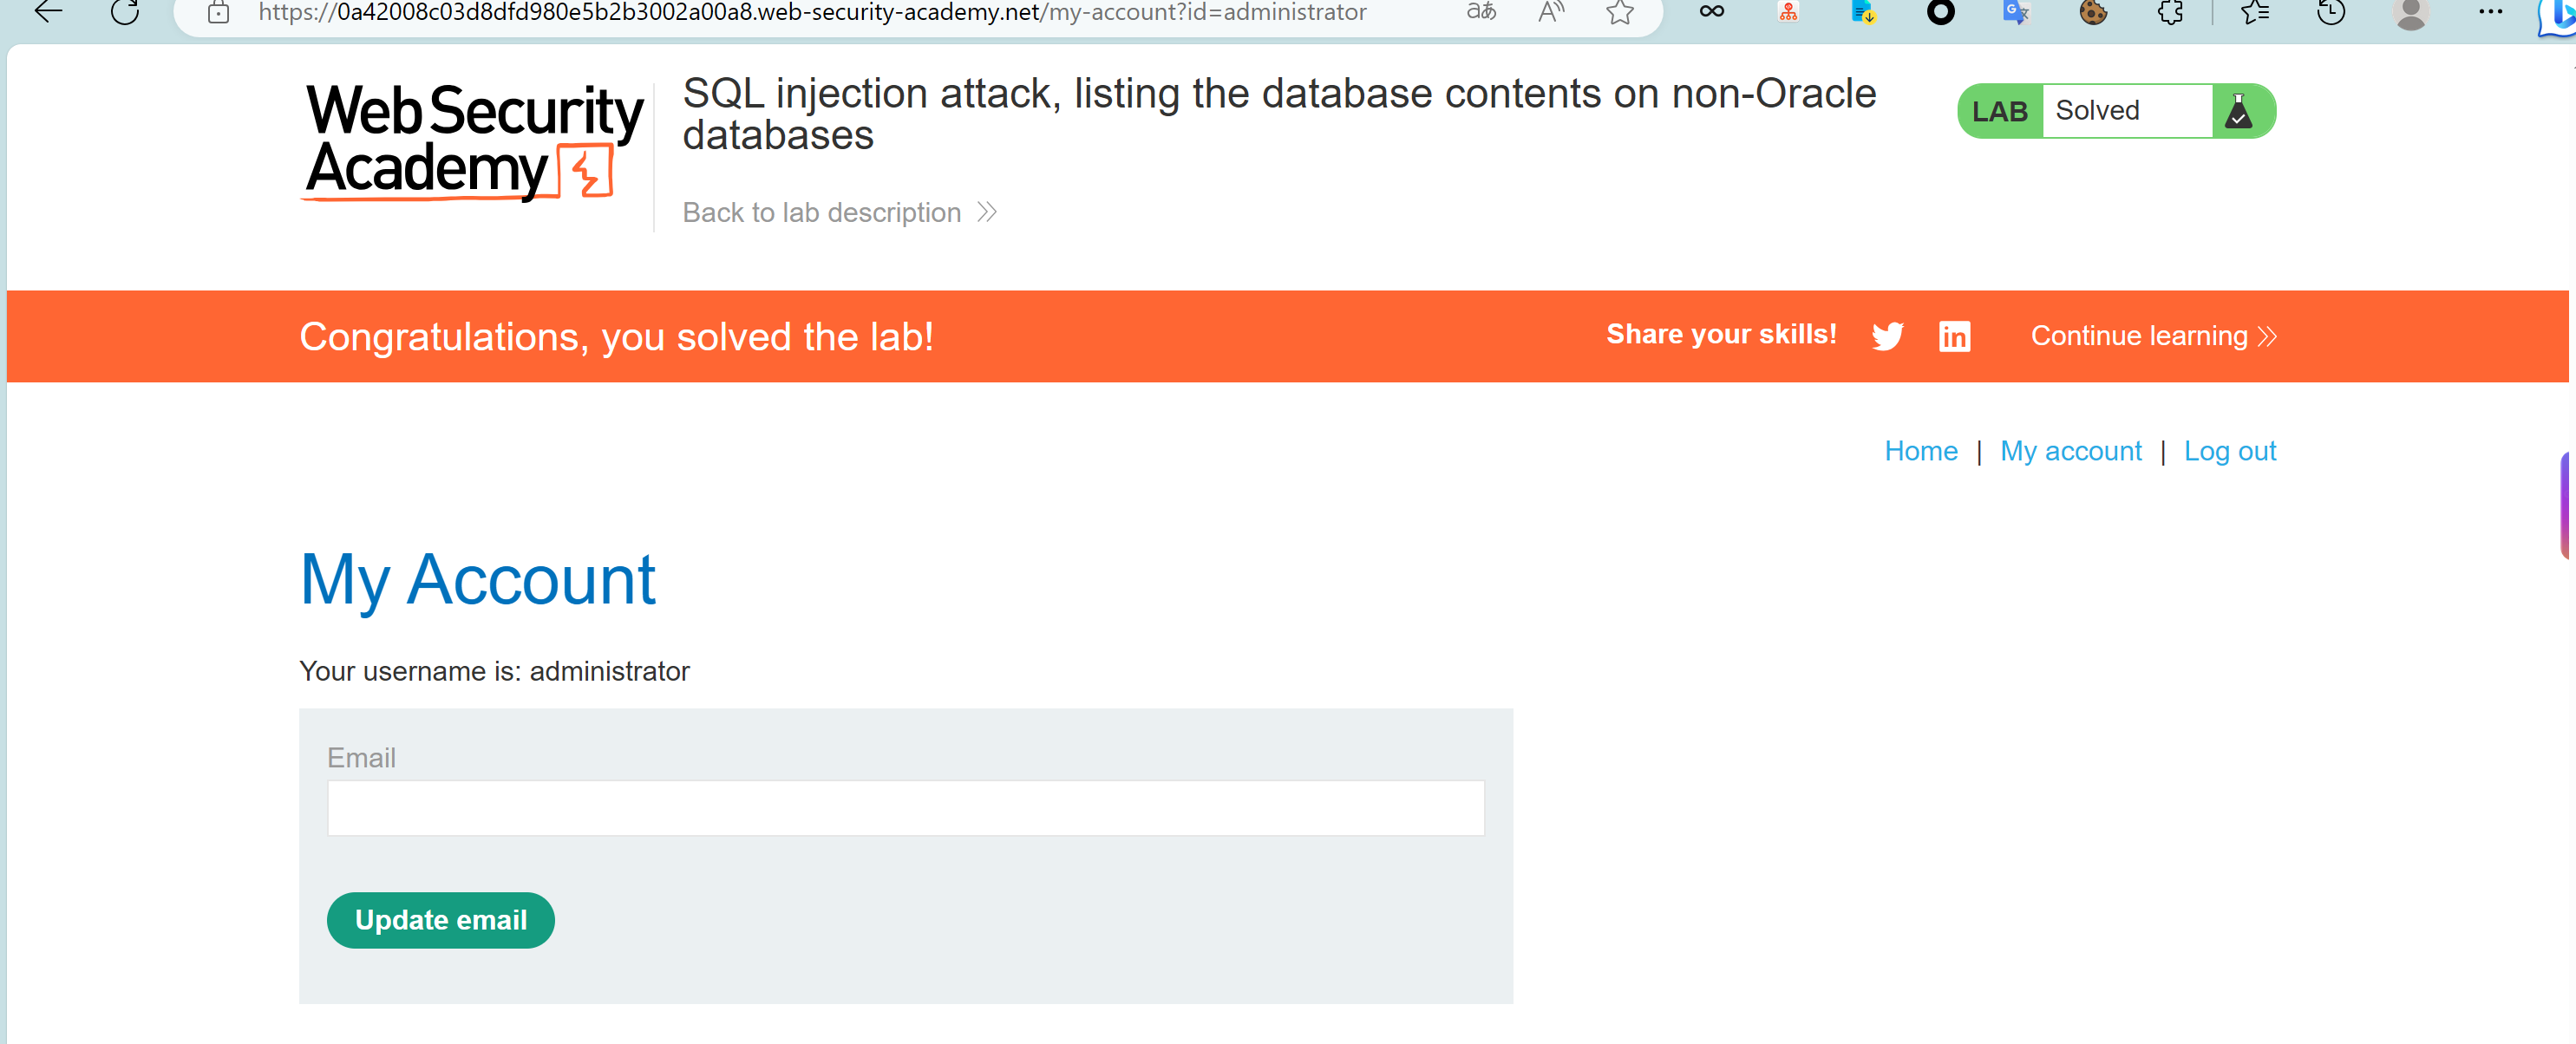 https://0a42008c03d8dfd980e5b2b3002a00a8.web-security-academy.net/my-account?id=administrator
Web Security
Academy
SQL injection attack, listing the database contents on non-Oracle
databases
Back to lab description
LAB Solved
Congratulations, you solved the lab!
Share your skills!
Continue learning
Home | My account | Log out
My Account
Your username is: administrator
Email
Update email